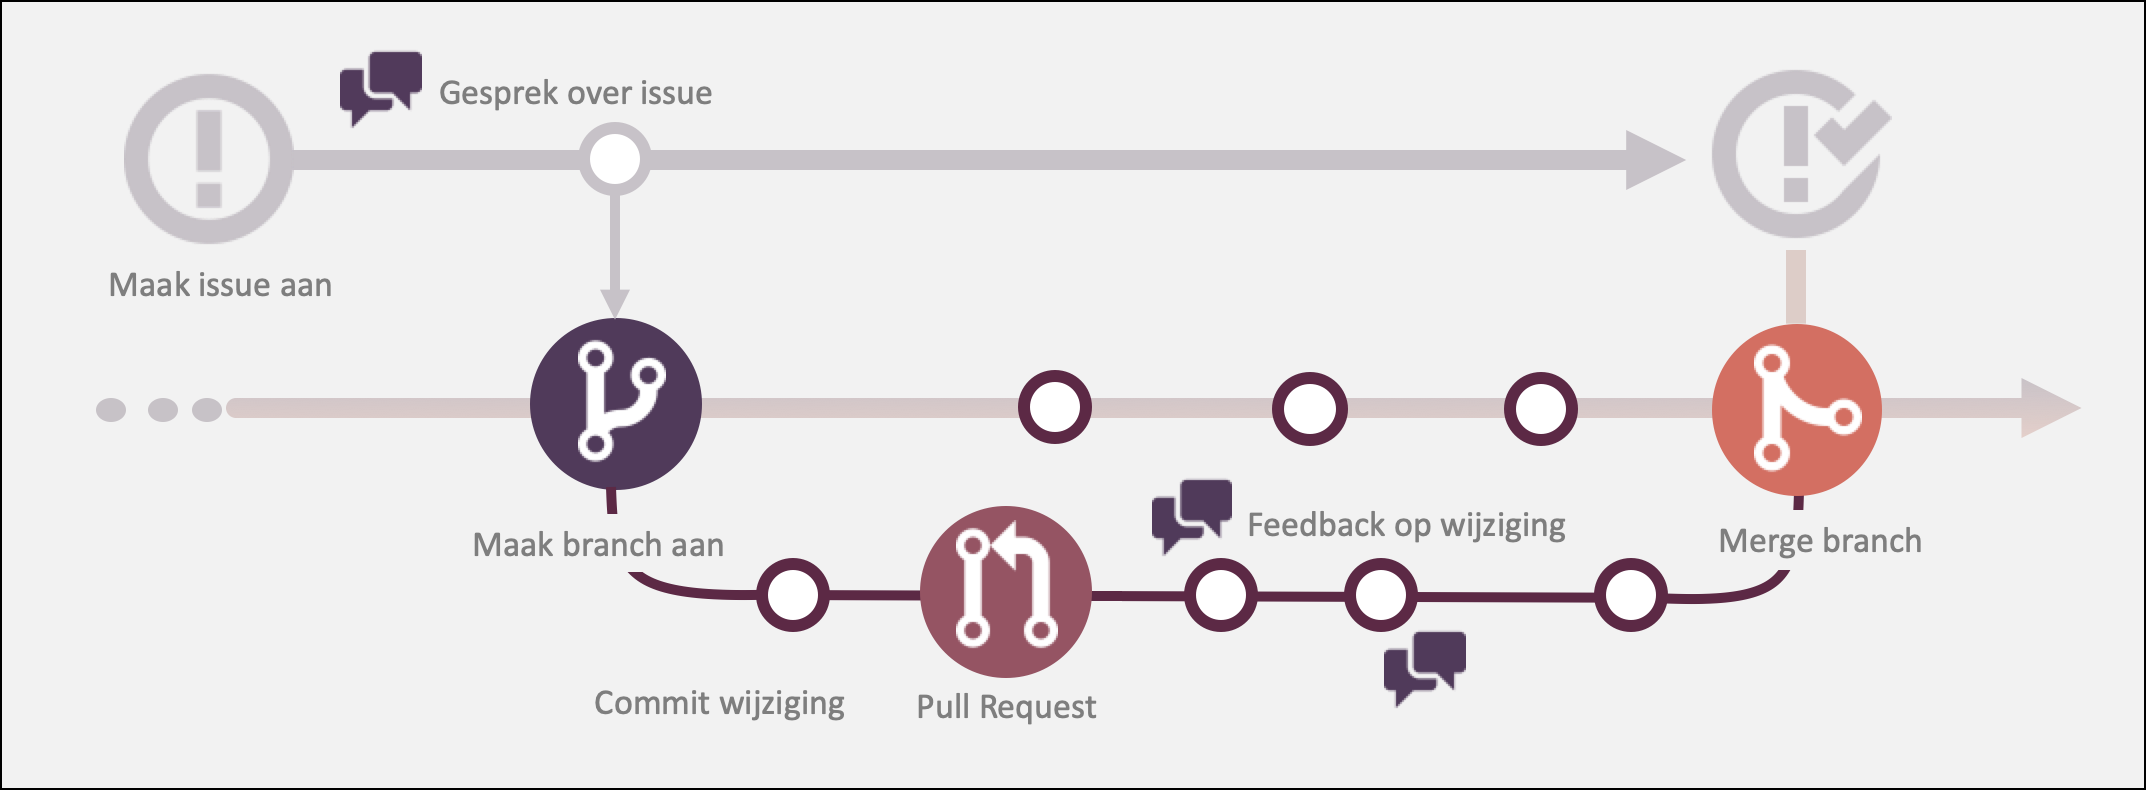 Gesprek over issue
Maak issue aan
Maak branch aan
Feedback op wijziging
Merge branch
Commit wijziging
Pull Request